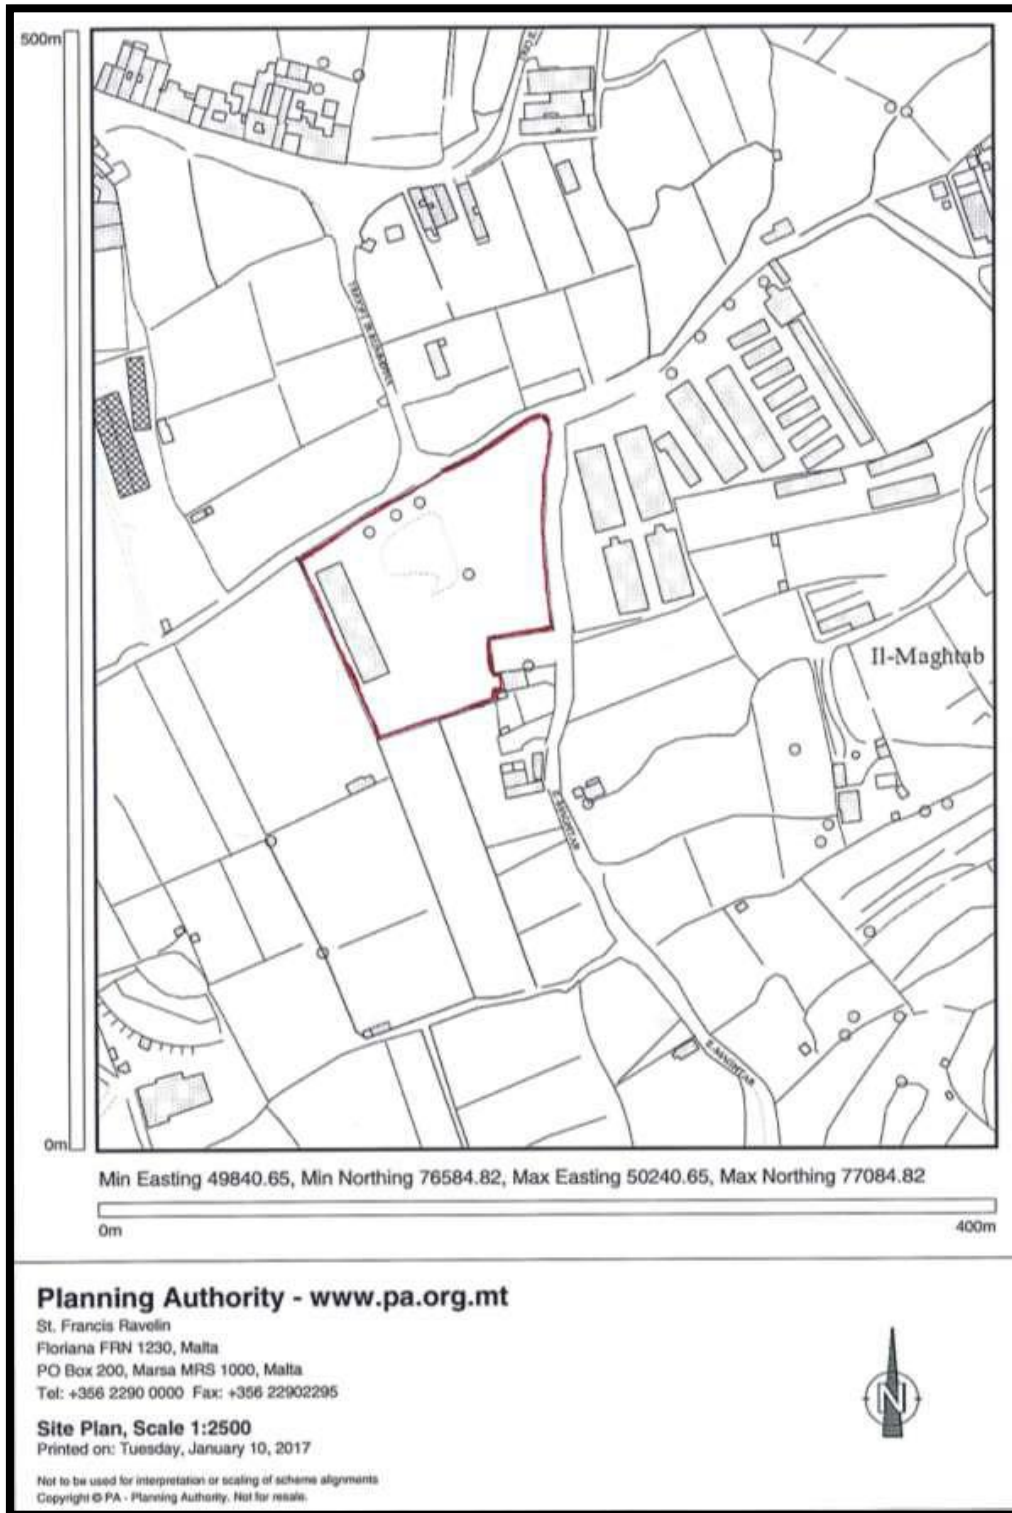 500m
Il-Maghtab
0m
Min Easting 49840.65, Min Northing 76584.82, Max Easting 50240.65, Max Northing 77084.82
0m
400m
Planning Authority - www.pa.org.mt
St. Francis Ravelin
Floriana FRN 1230, Malta
PO Box 200, Marsa MRS 1000, Malta
Tel: +356 2290 0000 Fax: +356 22902295
N
Site Plan, Scale 1:2500
Printed on: Tuesday, January 10, 2017
Not to be used for interpretation or scaling of scheme alignments
Copyright © PA - Planning Authority. Not for resale.